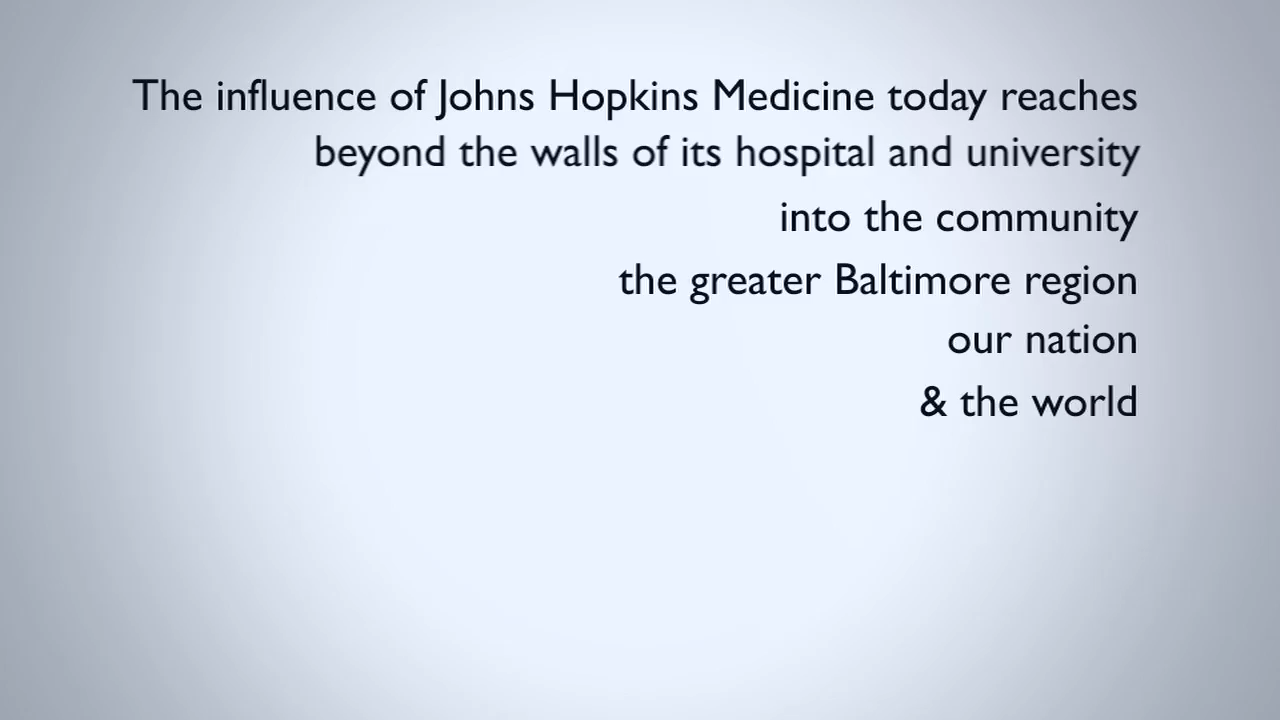 The influence of Johns Hopkins Medicine today reaches
beyond the walls of its hospital and university
into the community
the greater Baltimore region
our nation
& the world